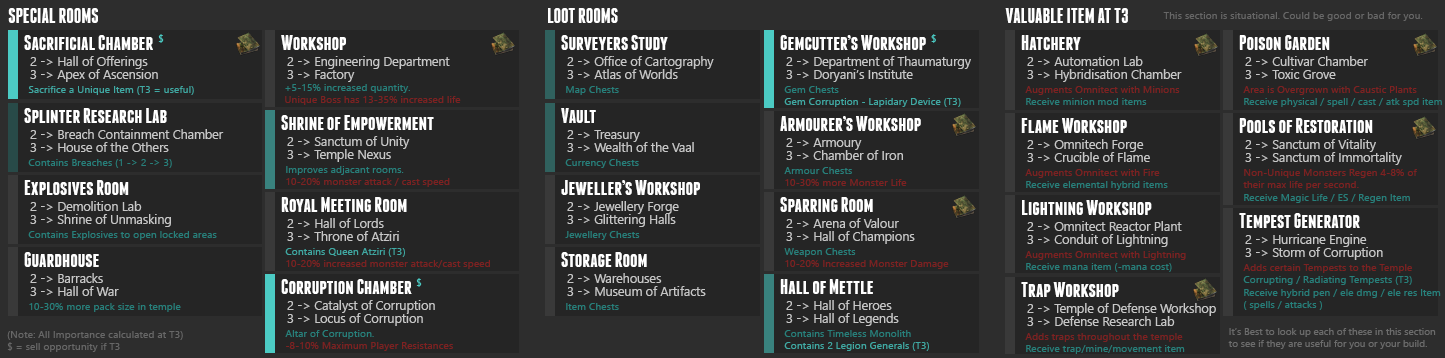 SPECIAL ROOMS
SACRIFICIAL CHAMBER $
2 -> Hall of Offerings
3 -> Apex of Ascension
Sacrifice a Unique Item (T3 = useful)
SPLINTER RESEARCH LAB
2 -> Breach Containment Chamber
3 -> House of the Others
Contains Breaches (1 -> 2 -> 3)
EXPLOSIVES ROOM
2 -> Demolition Lab
3 -> Shrine of Unmasking
Contains Explosives to open locked areas
GUARDHOUSE
2 -> Barracks
3 -> Hall of War
10-30% more pack size in temple
(Note: All Importance calculated at T3)
$ = sell opportunity if T3
WORKSHOP
2 -> Engineering Department
3 -> Factory
+5-15% increased quantity.
Unique Boss has 13-35% increased life
SHRINE OF EMPOWERMENT
2 -> Sanctum of Unity
3 -> Temple Nexus
Improves adjacent rooms.
10-20% monster attack / cast speed
ROYAL MEETING ROOM
2 -> Hall of Lords
3 -> Throne of Atziri
Contains Queen Atziri (T3)
10-20% increased monster attack/cast speed
CORRUPTION CHAMBER $
2 -> Catalyst of Corruption
3 -> Locus of Corruption
Altar of Corruption.
-8-10% Maximum Player Resistances
LOOT ROOMS
SURVEYERS STUDY
2 -> Office of Cartography
3 -> Atlas of Worlds
Map Chests
VAULT
2 -> Treasury
3 -> Wealth of the Vaal
Currency Chests
JEWELLER'S WORKSHOP
2 -> Jewellery Forge
3 -> Glittering Halls
Jewellery Chests
STORAGE ROOM
2 -> Warehouses
3 -> Museum of Artifacts
Item Chests
GEMCUTTER'S WORKSHOP $
2 -> Department of Thaumaturgy
3 -> Doryani's Institute
Gem Chests
Gem Corruption - Lapidary Device (T3)
ARMOURER'S WORKSHOP
2 -> Armoury
3 -> Chamber of Iron
Armour Chests
10-30% more Monster Life
SPARRING ROOM
2 -> Arena of Valour
3 -> Hall of Champions
Weapon Chests
10-20% Increased Monster Damage
HALL OF METTLE
2 -> Hall of Heroes
3 -> Hall of Legends
Contains Timeless Monolith
Contains 2 Legion Generals (T3)
VALUABLE ITEM AT T3
This section is situational. Could be good or bad for you.
HATCHERY
2 -> Automation Lab
3 -> Hybridisation Chamber
Augments Omnitect with Minions
Receive minion mod items
FLAME WORKSHOP
2 -> Omnitech Forge
3 -> Crucible of Flame
Augments Omnitect with Fire
Receive elemental hybrid items
LIGHTNING WORKSHOP
2 -> Omnitect Reactor Plant
3 -> Conduit of Lightning
Augments Omnitect with Lightning
Receive mana item (-mana cost)
TRAP WORKSHOP
2 -> Temple of Defense Workshop
3 -> Defense Research Lab
Adds traps throughout the temple
Receive trap/mine/movement item
POISON GARDEN
2 -> Cultivar Chamber
3 -> Toxic Grove
Area is Overgrown with Caustic Plants
Receive physical / spell / cast / atk spd item
POOLS OF RESTORATION
2 -> Sanctum of Vitality
3 -> Sanctum of Immortality
Non-Unique Monsters Regen 4-8% of
their max life per second
Receive Magic Life / ES / Regen Item
TEMPEST GENERATOR
2 -> Hurricane Engine
3 -> Storm of Corruption
Adds certain Tempests to the Temple
Corrupting / Radiating Tempests (T3)
Receive hybrid pen / ele dmg / ele res Item
( spells / attacks )
It's Best to look up each of these in this section
to see if they are useful for you or your build.